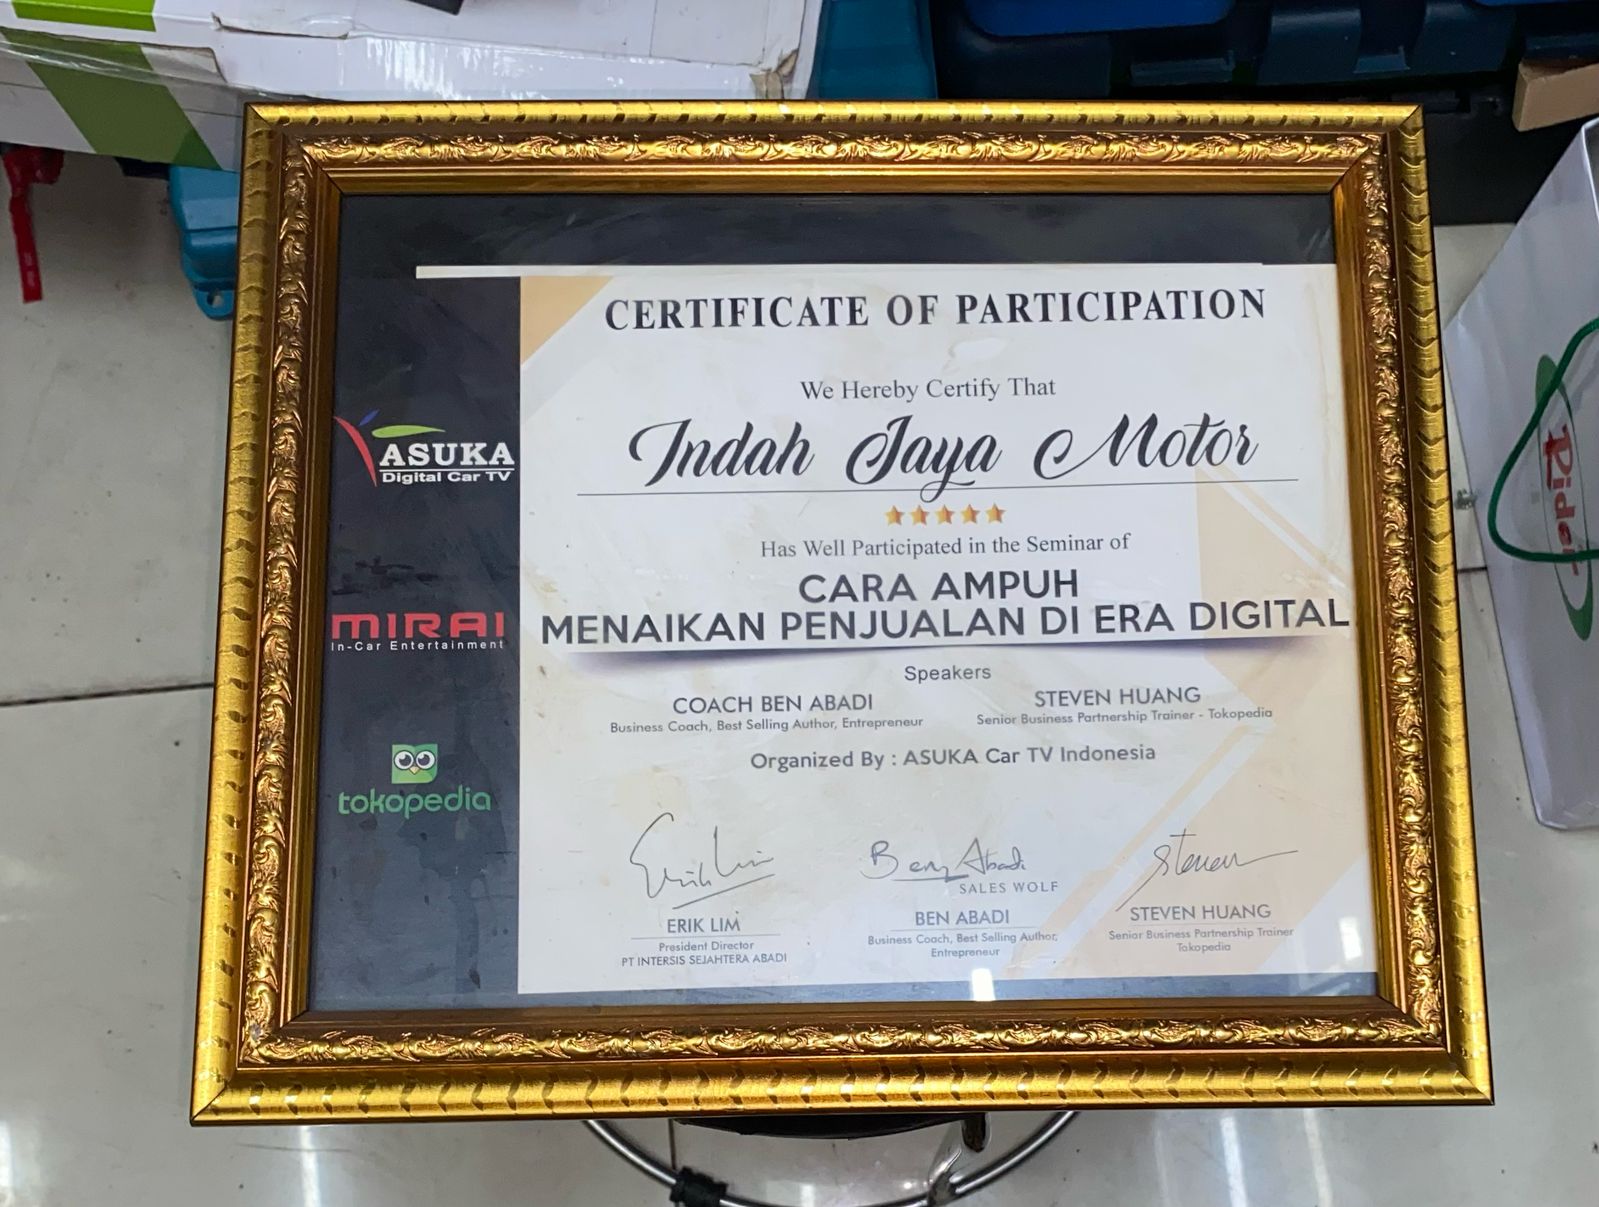 CERTIFICATE OF PARTICIPATION
We Hereby Certify That
Indah Jaya Motor
Has Well Participated in the Seminar of
CARA AMPUH
MENAIKAN PENJUALAN DI ERA DIGITAL
Speakers
COACH BEN ABADI
Business Coach, Best Selling Author, Entrepreneur
STEVEN HUANG
Senior Business Partnership Trainer - Tokopedia
Organized By : ASUKA Car TV Indonesia
Erik Lim
ERIK LIM
President Director
PT INTERSIS SEJAHTERA ABADI
Ben Abadi
SALES WOLF
BEN ABADI
Business Coach, Best Selling Author,
Entrepreneur
Steven
STEVEN HUANG
Senior Business Partnership Trainer
Tokopedia
ASUKA
Digital Car TV
MIRAI
In-Car Entertainment
tokopedia